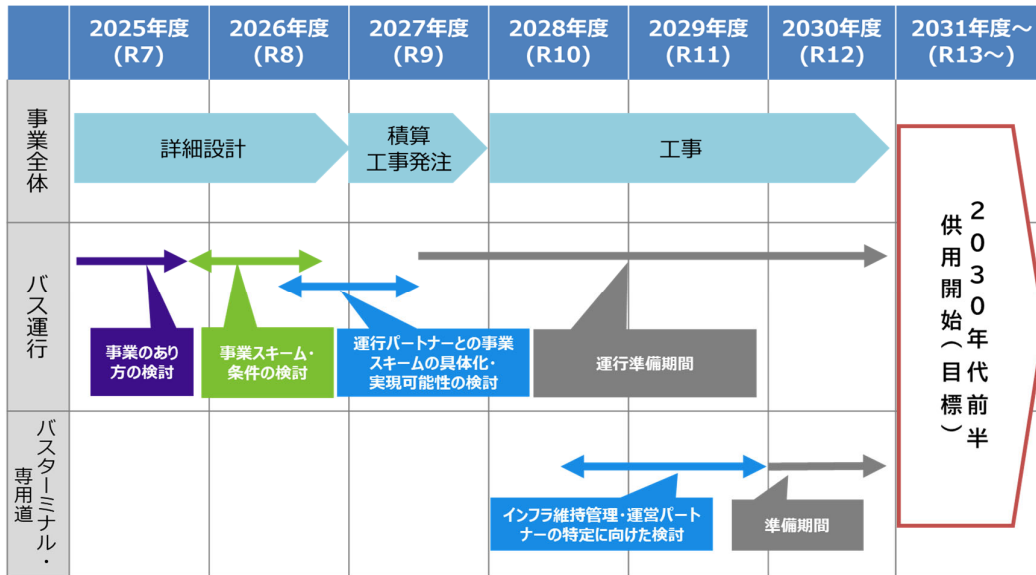 2025年度
(R7)
2026年度
(R8)
2027年度
(R9)
2028年度
(R10)
2029年度
(R11)
2030年度
(R12)
2031年度～
(R13～)
事業全体
詳細設計
積算
工事発注
工事
2030年代前半
供用開始(目標)
バス運行
事業のあり
方の検討
事業スキーム・
条件の検討
運行パートナーとの事業
スキームの具体化・
実現可能性の検討
運行準備期間
バスターミナル・
専用道
インフラ維持管理・運営パート
ナーの特定に向けた検討
準備期間